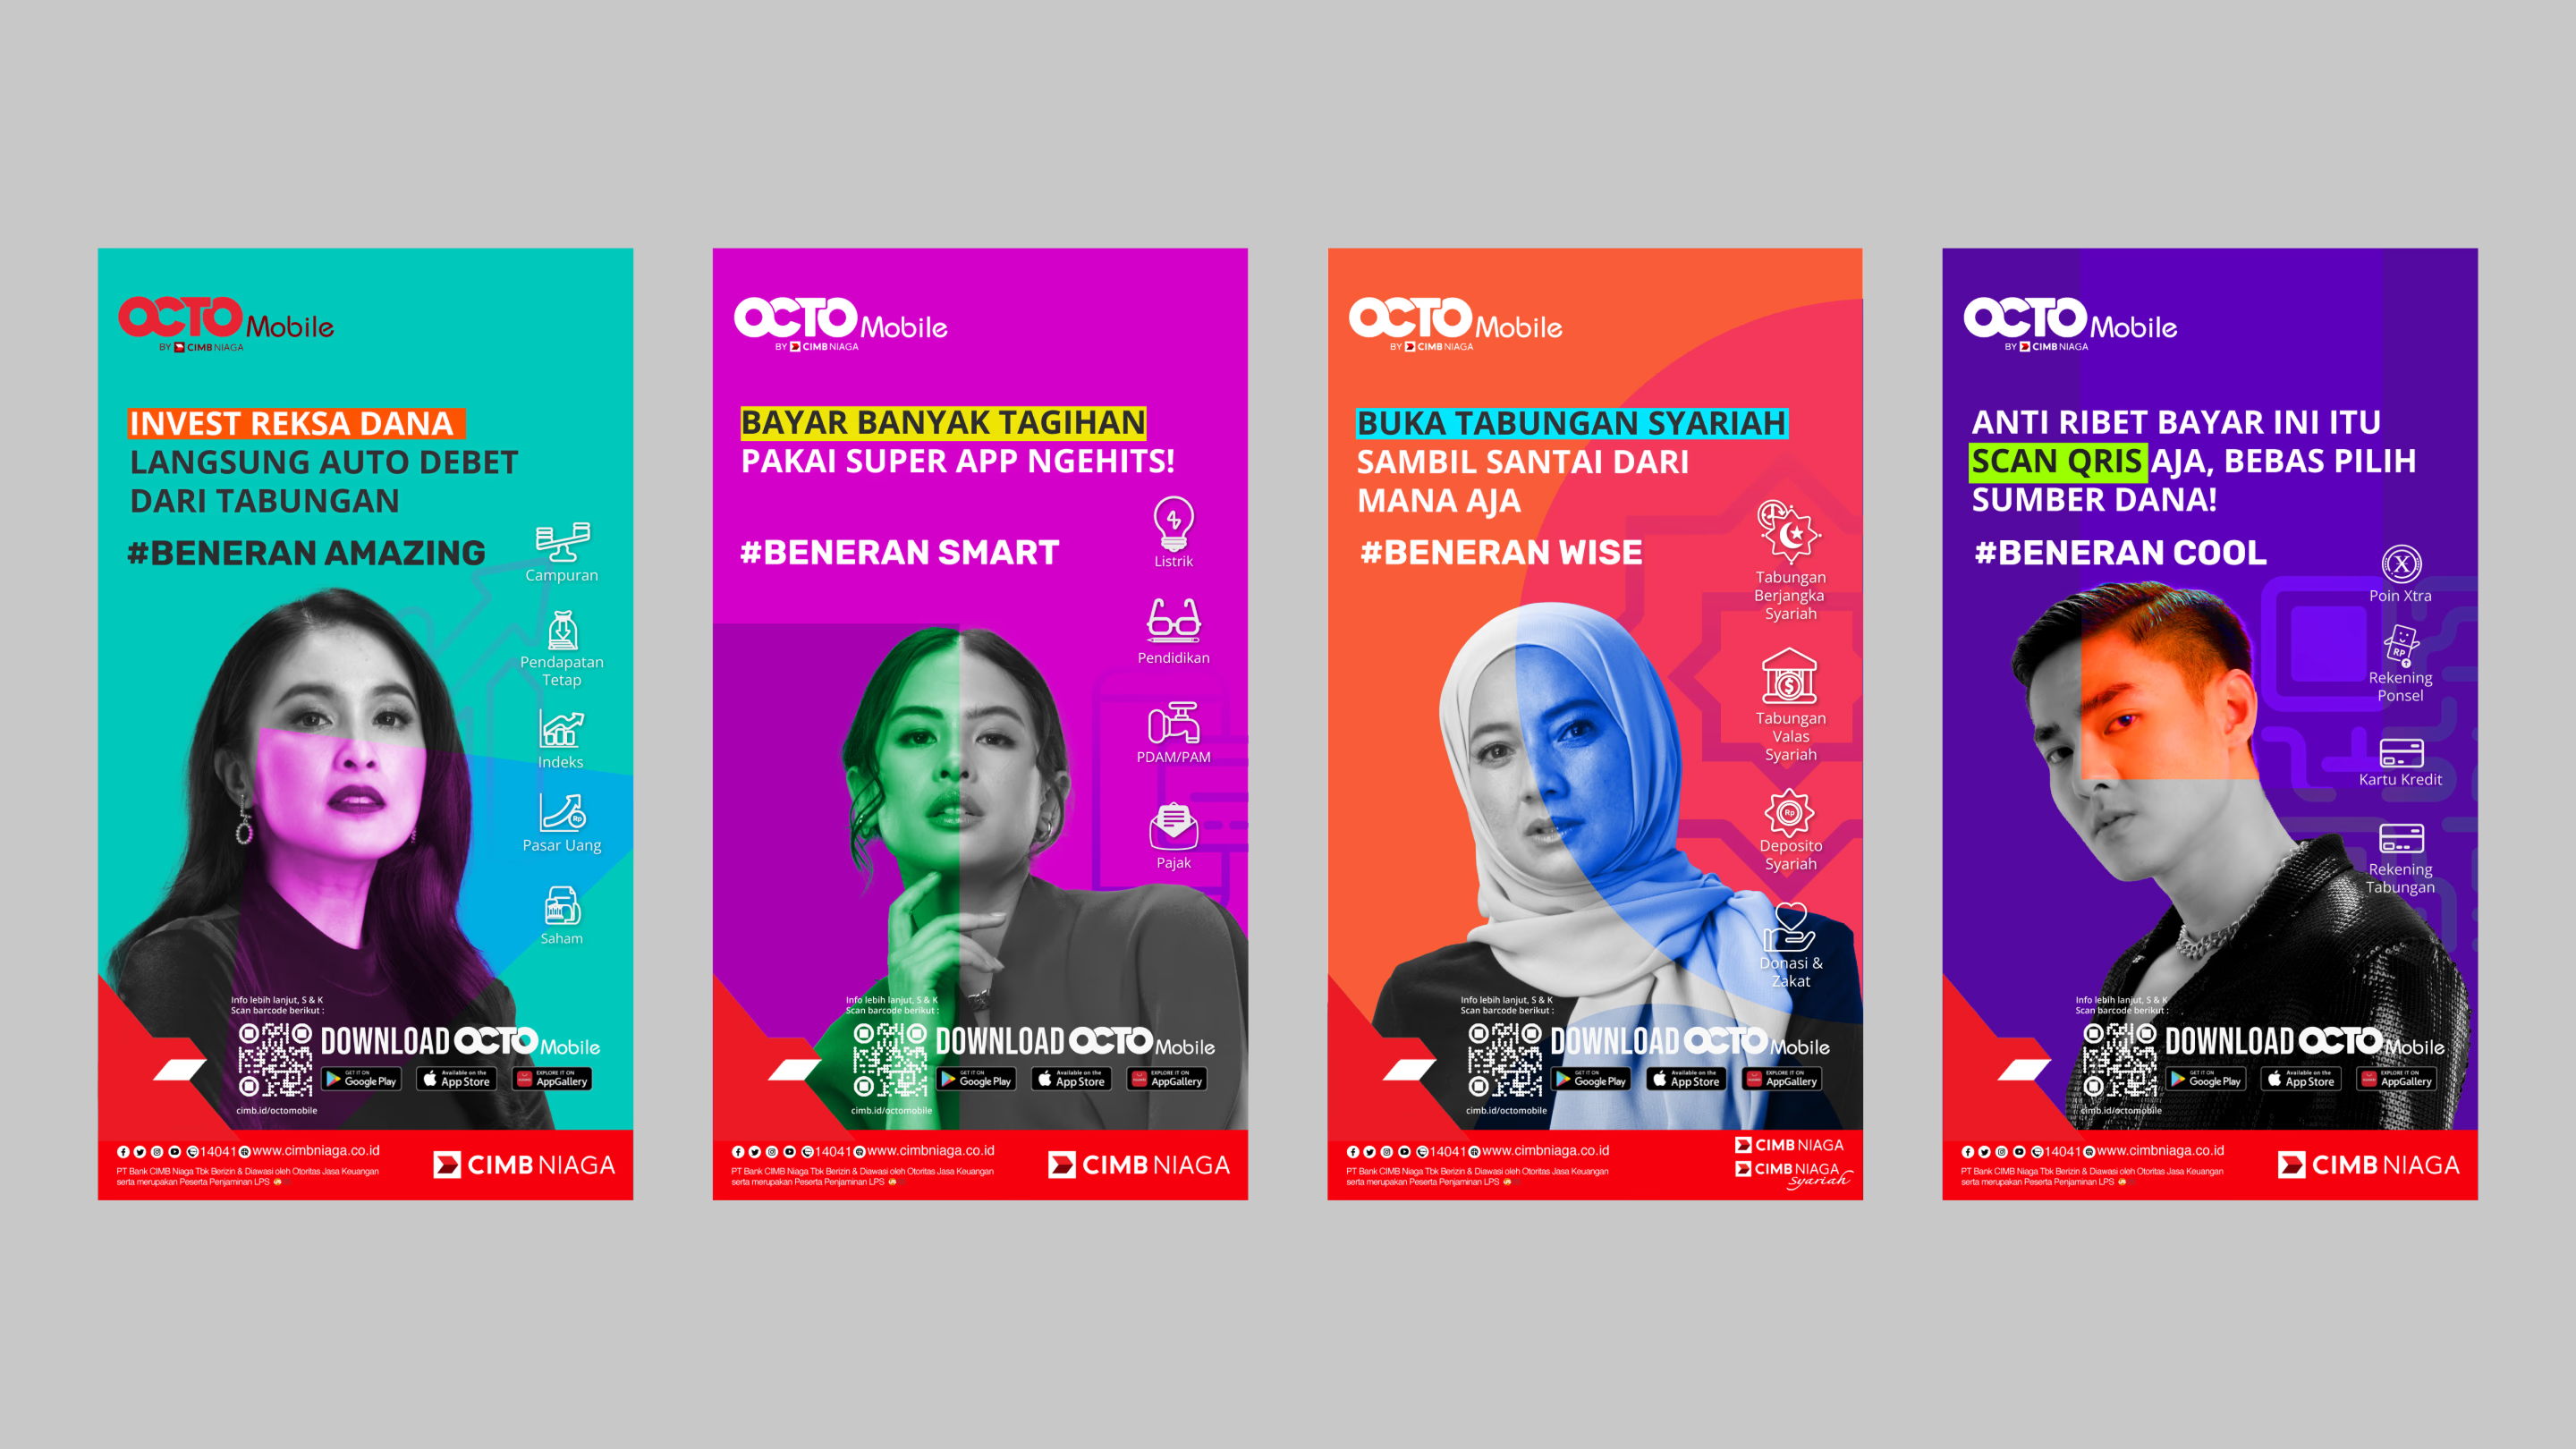 OCTO Mobile
BY CIMB NIAGA
INVEST REKSA DANA
LANGSUNG AUTO DEBET
DARI TABUNGAN
#BENERAN AMAZING
Campuran
Pendapatan
Tetap
Indeks
Rp
Pasar Uang
Saham
Info lebih lanjut, S & K
Scan barcode berikut :
DOWNLOAD OCTO Mobile
GET IT ON
Google Play
Available on the
App Store
EXPLORE IT ON
AppGallery
cimb.id/octomobile
14041 www.cimbniaga.co.id
PT Bank CIMB Niaga Tbk Berizin & Diawasi oleh Otoritas Jasa Keuangan
serta merupakan Peserta Penjaminan LPS
CIMB NIAGA
OCTO Mobile
BY CIMB NIAGA
BAYAR BANYAK TAGIHAN
PAKAI SUPER APP NGEHITS!
#BENERAN SMART
Listrik
Pendidikan
PDAM/PAM
Pajak
Info lebih lanjut, S & K
Scan barcode berikut :
DOWNLOAD OCTO Mobile
GET IT ON
Google Play
Available on the
App Store
EXPLORE IT ON
AppGallery
cimb.id/octomobile
14041 www.cimbniaga.co.id
PT Bank CIMB Niaga Tbk Berizin & Diawasi oleh Otoritas Jasa Keuangan
serta merupakan Peserta Penjaminan LPS
CIMB NIAGA
OCTO Mobile
BY CIMB NIAGA
BUKA TABUNGAN SYARIAH
SAMBIL SANTAI DARI
MANA AJA
#BENERAN WISE
Tabungan
Berjangka
Syariah
$
Tabungan
Valas
Syariah
Rp
Deposito
Syariah
Donasi &
Zakat
Info lebih lanjut, S & K
Scan barcode berikut :
DOWNLOAD OCTO Mobile
GET IT ON
Google Play
Available on the
App Store
EXPLORE IT ON
AppGallery
cimb.id/octomobile
14041 www.cimbniaga.co.id
PT Bank CIMB Niaga Tbk Berizin & Diawasi oleh Otoritas Jasa Keuangan
serta merupakan Peserta Penjaminan LPS
CIMB NIAGA
CIMB NIAGA
Syariah
OCTO Mobile
BY CIMB NIAGA
ANTI RIBET BAYAR INI ITU
SCAN QRIS AJA, BEBAS PILIH
SUMBER DANA!
#BENERAN COOL
X
Poin Xtra
RP
Rekening
Ponsel
Kartu Kredit
Rekening
Tabungan
Info lebih lanjut, S & K
Scan barcode berikut :
DOWNLOAD OCTO Mobile
GET IT ON
Google Play
Available on the
App Store
EXPLORE IT ON
AppGallery
cimb.id/octomobile
14041 www.cimbniaga.co.id
PT Bank CIMB Niaga Tbk Berizin & Diawasi oleh Otoritas Jasa Keuangan
serta merupakan Peserta Penjaminan LPS
CIMB NIAGA